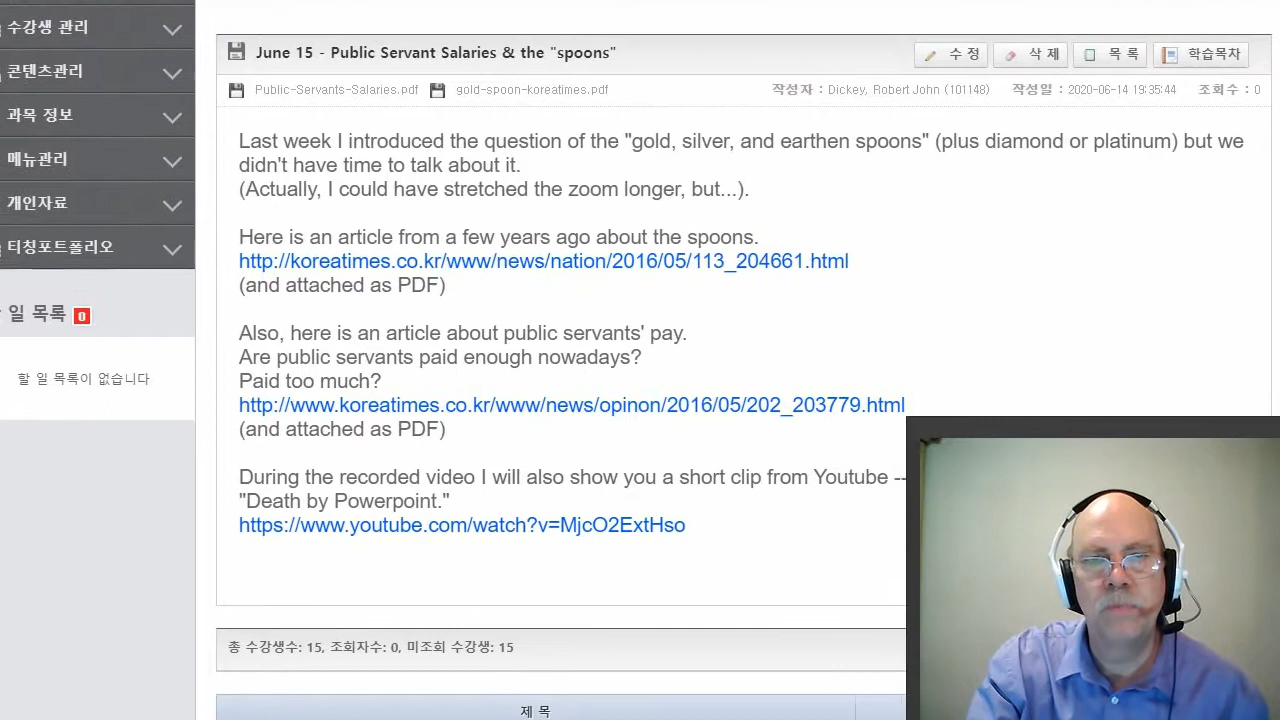 수강생 관리
콘텐츠관리
과목 정보
메뉴관리
개인자료
티칭포트폴리오
일 목록 0
할 일 목록이 없습니다
June 15 - Public Servant Salaries & the "spoons"
수 정 삭 제 목 록 학습목차
Public-Servants-Salaries.pdf gold-spoon-koreatimes.pdf 작성자 : Dickey, Robert John (101148) 작성일 : 2020-06-14 19:35:44 조회수 : 0
Last week I introduced the question of the "gold, silver, and earthen spoons" (plus diamond or platinum) but we
didn't have time to talk about it.
(Actually, I could have stretched the zoom longer, but...).
Here is an article from a few years ago about the spoons.
http://koreatimes.co.kr/www/news/nation/2016/05/113_204661.html
(and attached as PDF)
Also, here is an article about public servants' pay.
Are public servants paid enough nowadays?
Paid too much?
http://www.koreatimes.co.kr/www/news/opinon/2016/05/202_203779.html
(and attached as PDF)
During the recorded video I will also show you a short clip from Youtube --
"Death by Powerpoint."
https://www.youtube.com/watch?v=MjcO2ExtHso
총 수강생수: 15, 조회자수: 0, 미조회 수강생: 15
제 목